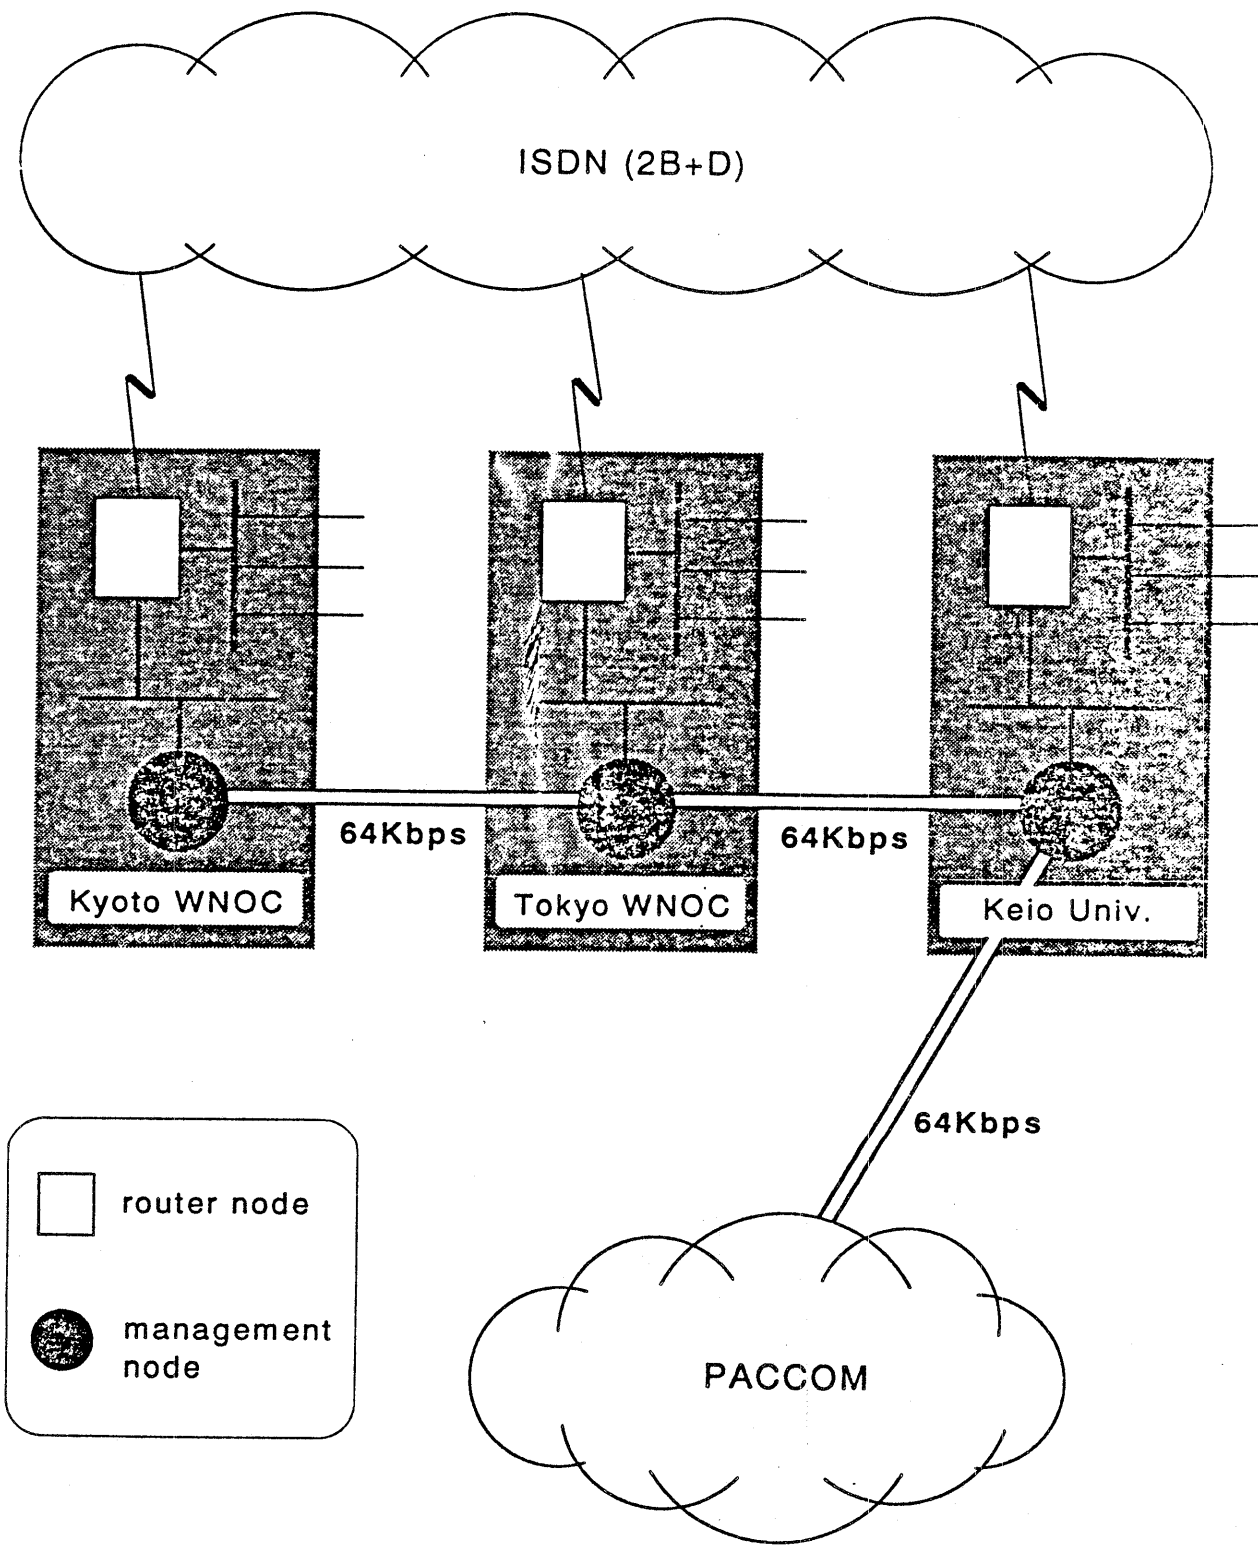 ISDN (2B+D)
64Kbps
64Kbps
Kyoto WNOC
Tokyo WNOC
Keio Univ.
64Kbps
router node
management
node
PACCOM